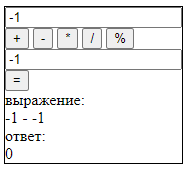 -1
+ - * / %
-1
=
выражение:
-1 - -1
ответ:
0